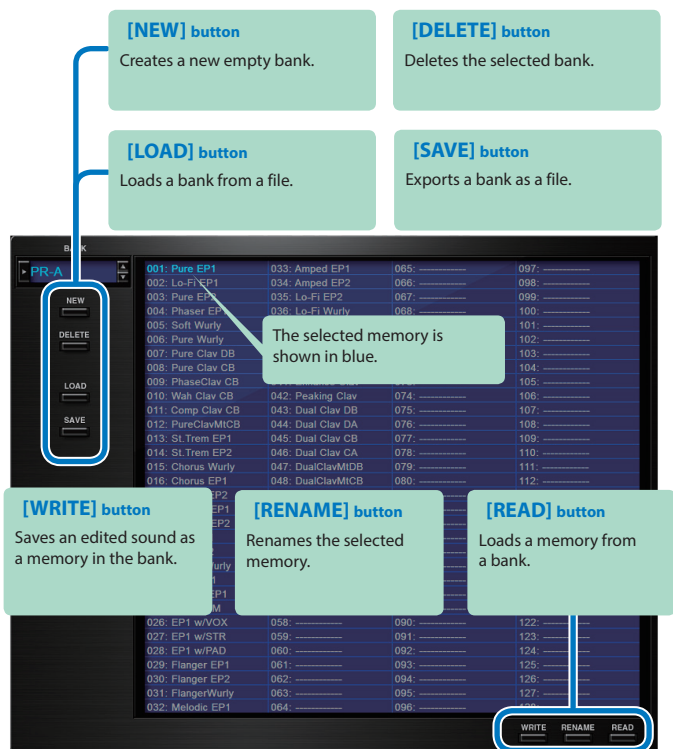 [NEW] button
Creates a new empty bank.
[DELETE] button
Deletes the selected bank.
[LOAD] button
Loads a bank from a file.
[SAVE] button
Exports a bank as a file.
PR-A
NEW
DELETE
LOAD
SAVE
001: Pure EP1 033: Amped EP1 065: ------------ 097: ------------
002: Lo-Fi EP1 034: Amped EP2 066: ------------ 098: ------------
003: Pure EP2 035: Lo-Fi EP2 067: ------------ 099: ------------
004: Phaser EP1 036: Lo-Fi Wurly 068: ------------ 100: ------------
005: Soft Wurly 101: ------------
006: Pure Wurly 102: ------------
007: Pure Clav DB 103: ------------
008: Pure Clav CB 104: ------------
009: PhaseClav CB 105: ------------
The selected memory is
shown in blue.
010: Wah Clav CB 042: Peaking Clav 074: ------------ 106: ------------
011: Comp Clav CB 043: Dual Clav DB 075: ------------ 107: ------------
012: PureClavMtCB 044: Dual Clav DA 076: ------------ 108: ------------
013: St.Trem EP1 045: Dual Clav CB 077: ------------ 109: ------------
014: St.Trem EP2 046: Dual Clav CA 078: ------------ 110: ------------
015: Chorus Wurly 047: DualClavMtDB 079: ------------ 111: ------------
016: Chorus EP1 048: DualClavMtCB 080: ------------ 112: ------------
[WRITE] button
Saves an edited sound as
a memory in the bank.
[RENAME] button
Renames the selected
memory.
[READ] button
Loads a memory from
a bank.
026: EP1 w/VOX 058: ------------ 090: ------------ 122: ------------
027: EP1 w/STR 059: ------------ 091: ------------ 123: ------------
028: EP1 w/PAD 060: ------------ 092: ------------ 124: ------------
029: Flanger EP1 061: ------------ 093: ------------ 125: ------------
030: Flanger EP2 062: ------------ 094: ------------ 126: ------------
031: FlangerWurly 063: ------------ 095: ------------ 127: ------------
032: Melodic EP1 064: ------------ 096: ------------
WRITE RENAME READ